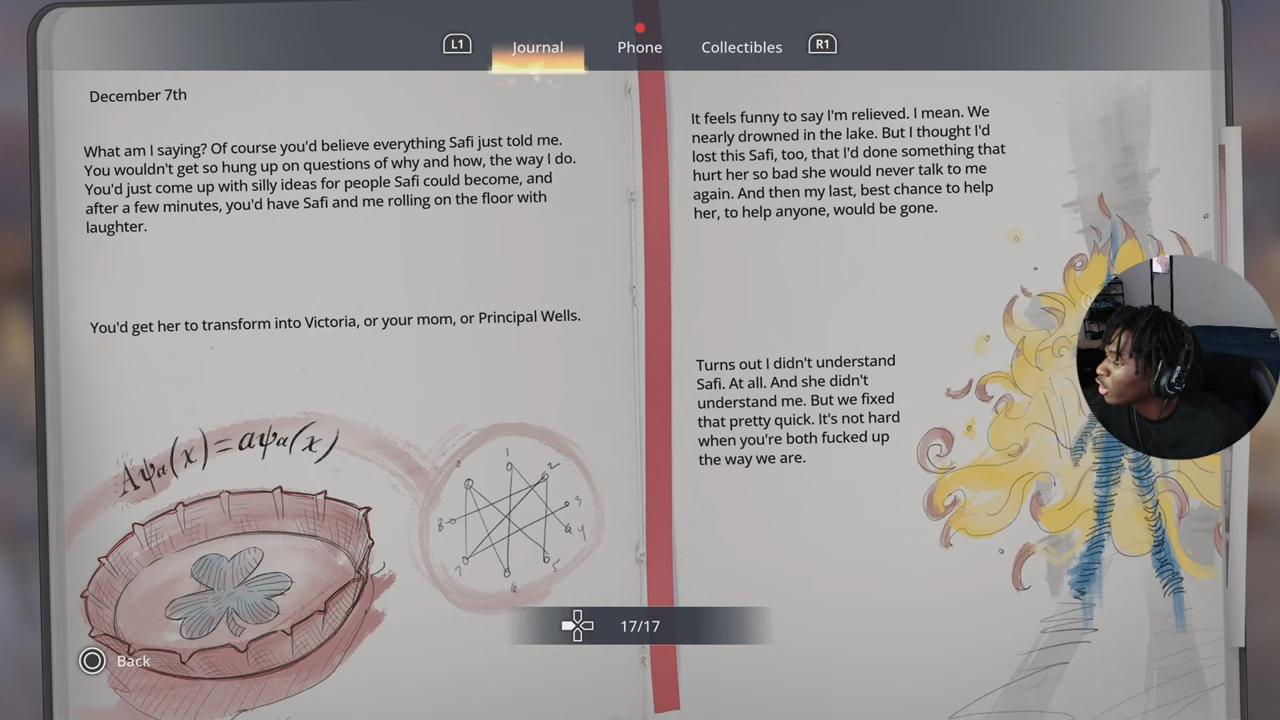 L1 Journal Phone Collectibles R1
December 7th
What am I saying? Of course you'd believe everything Safi just told me.
You wouldn't get so hung up on questions of why and how, the way I do.
You'd just come up with silly ideas for people Safi could become, and
after a few minutes, you'd have Safi and me rolling on the floor with
laughter.
You'd get her to transform into Victoria, or your mom, or Principal Wells.
Aψα(x)=aψα(x)
1
2
3
4
5
6
7
8
It feels funny to say I'm relieved. I mean. We
nearly drowned in the lake. But I thought I'd
lost this Safi, too, that I'd done something that
hurt her so bad she would never talk to me
again. And then my last, best chance to help
her, to help anyone, would be gone.
Turns out I didn't understand
Safi. At all. And she didn't
understand me. But we fixed
that pretty quick. It's not hard
when you're both fucked up
the way we are.
17/17
Back